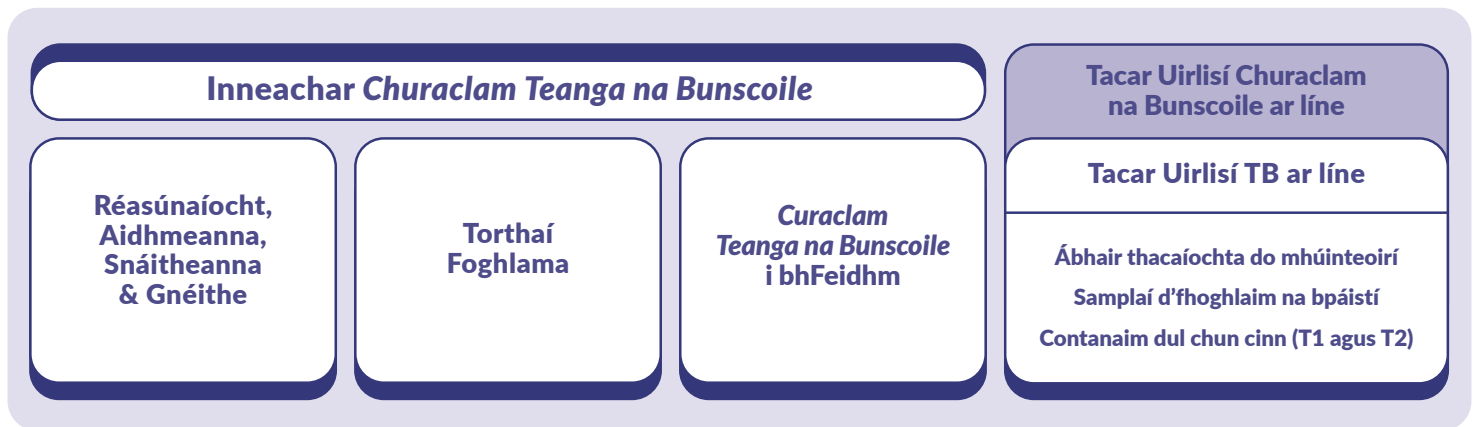 Inneachar Churaclam Teanga na Bunscoile
Réasúnaíocht,
Aidhmeanna,
Snáitheanna
& Gnéithe
Torthaí
Foghlama
Curaclam
Teanga na Bunscoile
i bhFeidhm
Tacar Uirlisí Churaclam
na Bunscoile ar líne
Tacar Uirlisí TB ar líne
Ábhair thacaíochta do mhúinteoirí
Samplaí d’fhoghlaim na bpáistí
Contanaim dul chun cinn (T1 agus T2)